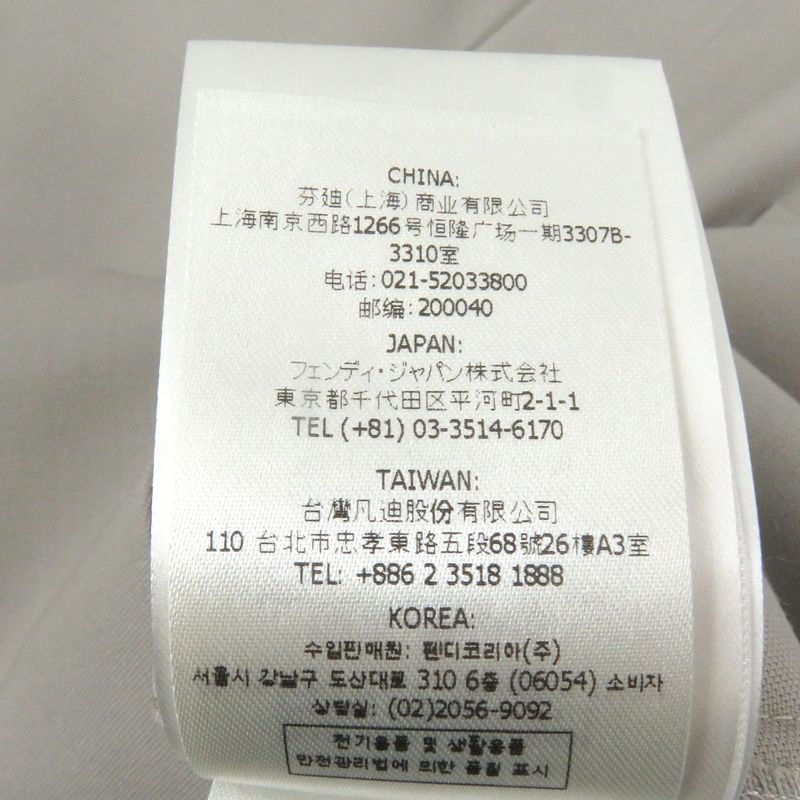 CHINA:
芬廸(上海)商业有限公司
上海南京西路1266号恒隆广场一期3307B-
3310室
电话: 021-52033800
邮编: 200040
JAPAN:
フェンディ・ジャパン株式会社
東京都千代田区平河町2-1-1
TEL (+81) 03-3514-6170
TAIWAN:
台灣凡迪股份有限公司
110 台北市忠孝東路五段68號26樓A3室
TEL: +886 2 3518 1888
KOREA:
수입판매원: 펜디코리아(주)
서울시 강남구 도산대로 310 6층 (06054) 소비자
상담실: (02)2056-9092
전기용품 및 생활용품
안전관리법에 의한 품질 표시